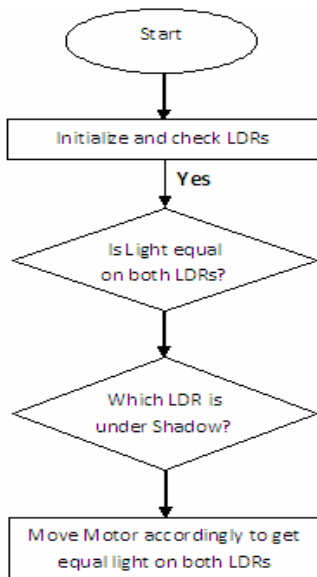 Start
Initialize and check LDRs
Yes
Is Light equal
on both LDRs?
Which LDR is
under Shadow?
Move Motor accordingly to get
equal light on both LDRs